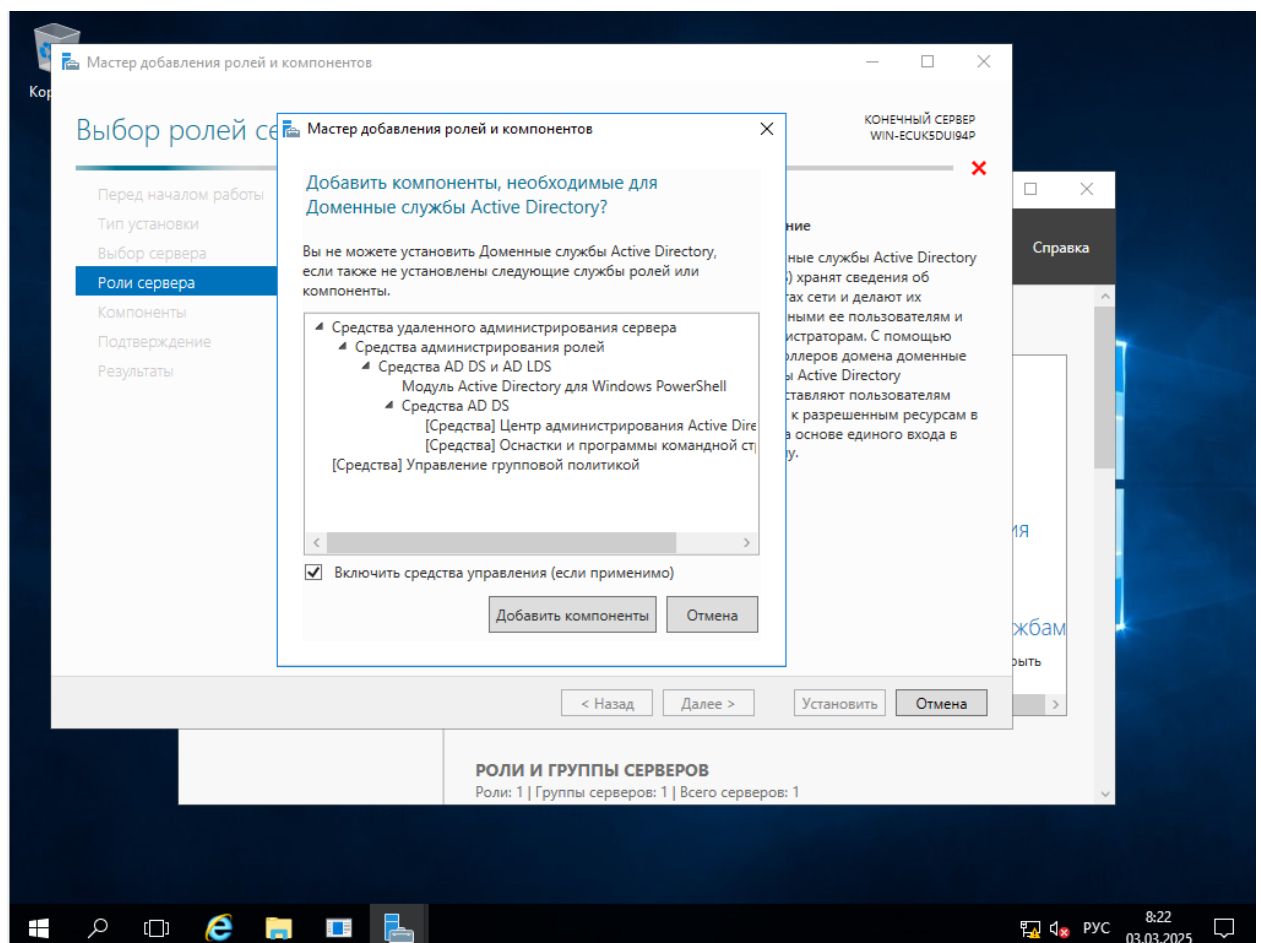 Мастер добавления ролей и компонентов
Выбор ролей
КОНЕЧНЫЙ СЕРВЕР
WIN-ECUK5DUI94P
Перед началом работы
Тип установки
Выбор сервера
Роли сервера
Компоненты
Подтверждение
Результаты
Мастер добавления ролей и компонентов
Добавить компоненты, необходимые для
Доменные службы Active Directory?
Вы не можете установить Доменные службы Active Directory,
если также не установлены следующие службы ролей или
компоненты.
Средства удаленного администрирования сервера
Средства администрирования ролей
Средства AD DS и AD LDS
Модуль Active Directory для Windows PowerShell
Средства AD DS
[Средства] Центр администрирования Active Dire
[Средства] Оснастки и программы командной ст
[Средства] Управление групповой политикой
Включить средства управления (если применимо)
Добавить компоненты
Отмена
ние
ные службы Active Directory
) хранят сведения об
тах сети и делают их
ными ее пользователям и
истраторам. С помощью
оллеров домена доменные
ы Active Directory
ставляют пользователям
к разрешенным ресурсам в
а основе единого входа в
у.
< Назад
Далее >
Установить
Отмена
Справка
ия
жбам
рыть
РОЛИ И ГРУППЫ СЕРВЕРОВ
Роли: 1 | Группы серверов: 1 | Всего серверов: 1
Кор
РУС
8:22
03.03.2025